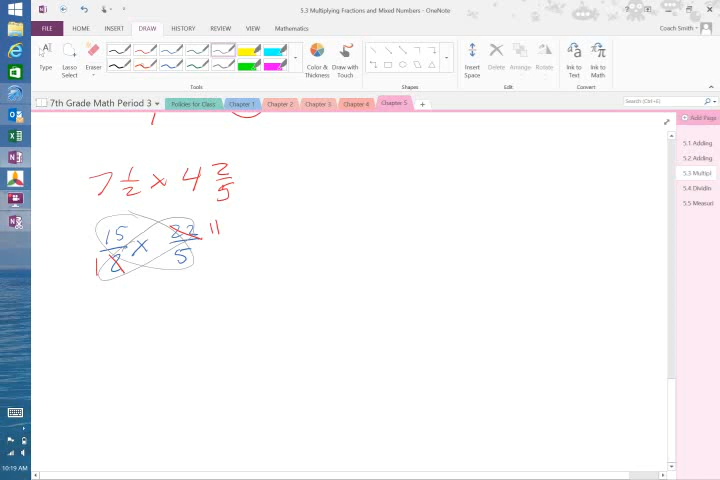 5.3 Multiplying Fractions and Mixed Numbers - OneNote
FILE HOME INSERT DRAW HISTORY REVIEW VIEW Mathematics
Coach Smith
Type
Lasso Select
Eraser
Color & Thickness
Draw with Touch
Insert Space
Delete
Arrange
Rotate
Ink to Text
Ink to Math
Tools
Shapes
Edit
Convert
7th Grade Math Period 3
Policies for Class Chapter 1 Chapter 2 Chapter 3 Chapter 4 Chapter 5 +
Search (Ctrl+E)
Add Page
5.1 Adding
5.2 Adding
5.3 Multipl
5.4 Dividin
5.5 Measuri
7 1/2 x 4 2/5
15/2 x 22/5
11
1
10:19 AM